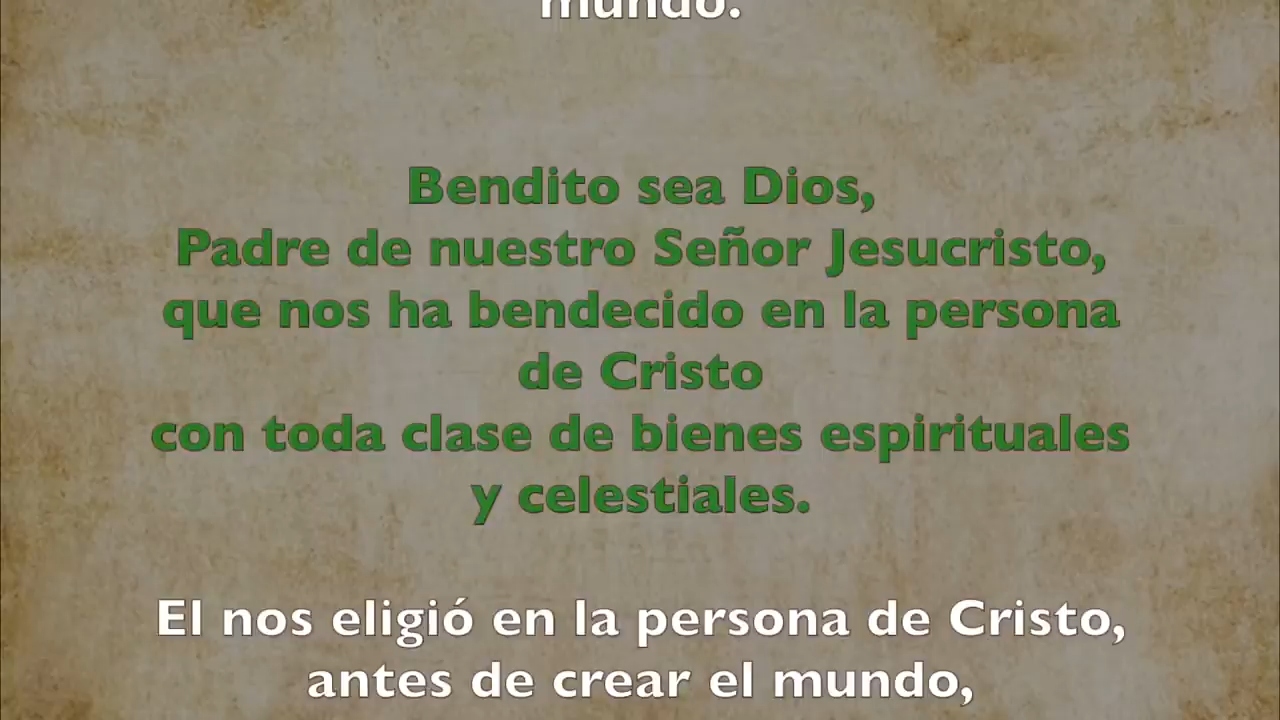 mundo.
Bendito sea Dios,
Padre de nuestro Señor Jesucristo,
que nos ha bendecido en la persona
de Cristo
con toda clase de bienes espirituales
y celestiales.
El nos eligió en la persona de Cristo,
antes de crear el mundo,